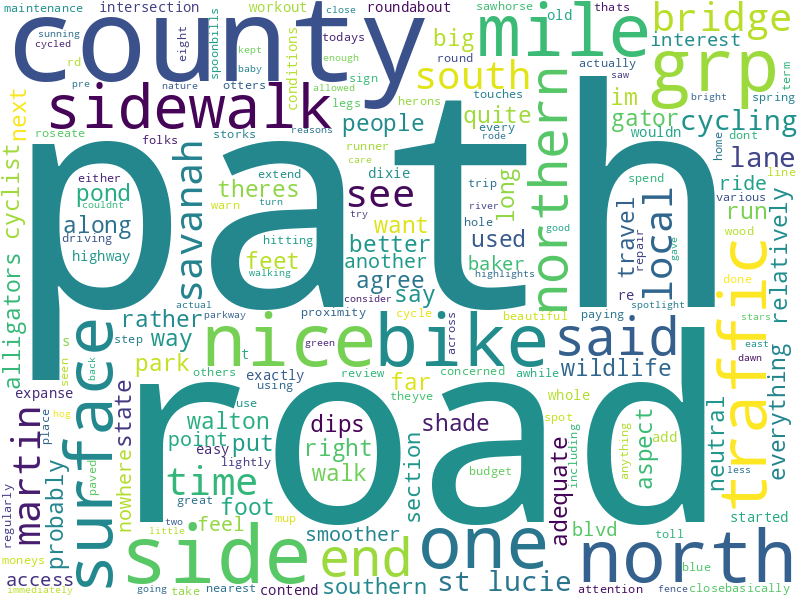 maintenance intersection workout close sawhorse thats
sunning roundabout old
cycled eight spoonbills todays
county mile bridge
rd kept enough big interest
pre baby conditions sign round actually
nature otters allowed south saw grp
next sidewalk legs herons touches bright term spring
roseate storks reasons people quite every im gator cycling
folks runner rode wouldn dont
path
either extend care dixie trip northern home lane
couldnt savanah theres see long line
pond warn turn try river hole travel spend ride various
along feet hitting want used good local repair wood run
driving better baker
highway walking another highlights re gave paying
cyclist agree say spotlight done
alligators actual parkway proximity consider beautiful stars
rather step cycle across traffic relatively
way nice green bike said east
s t others review concerned awhile wildlife dawn
seen back park exactly theyve far whole less
expanse using
road
place hog state use dips shade spot anything
surface walton point put right aspect add neutral everything
martin easy walk section adequate including
paved nowhere lightly budget
regularly probably time great foot
two feel mup smoother blvd started
moneys little side end one toll
access going take nearest southern st lucie north blue
immediately contend attention fence closebasically